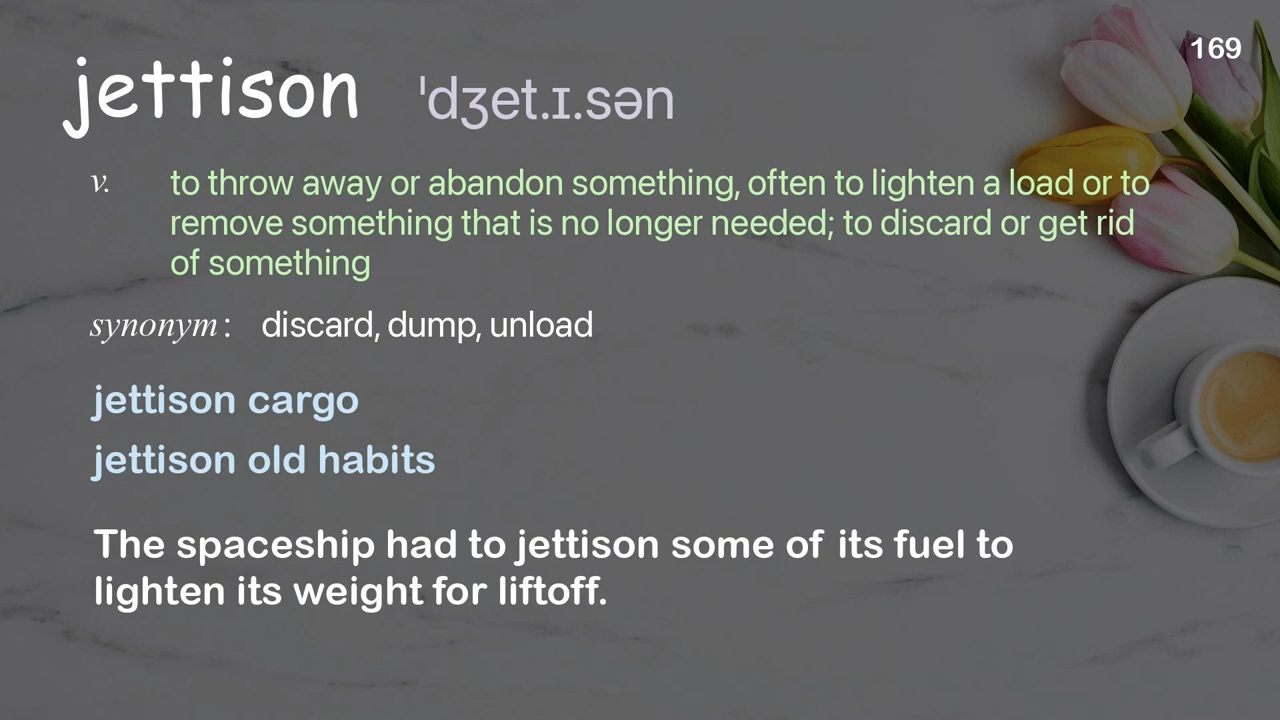 169
jettison ˈdʒet.ɪ.sən
v. to throw away or abandon something, often to lighten a load or to
remove something that is no longer needed; to discard or get rid
of something
synonym: discard, dump, unload
jettison cargo
jettison old habits
The spaceship had to jettison some of its fuel to
lighten its weight for liftoff.